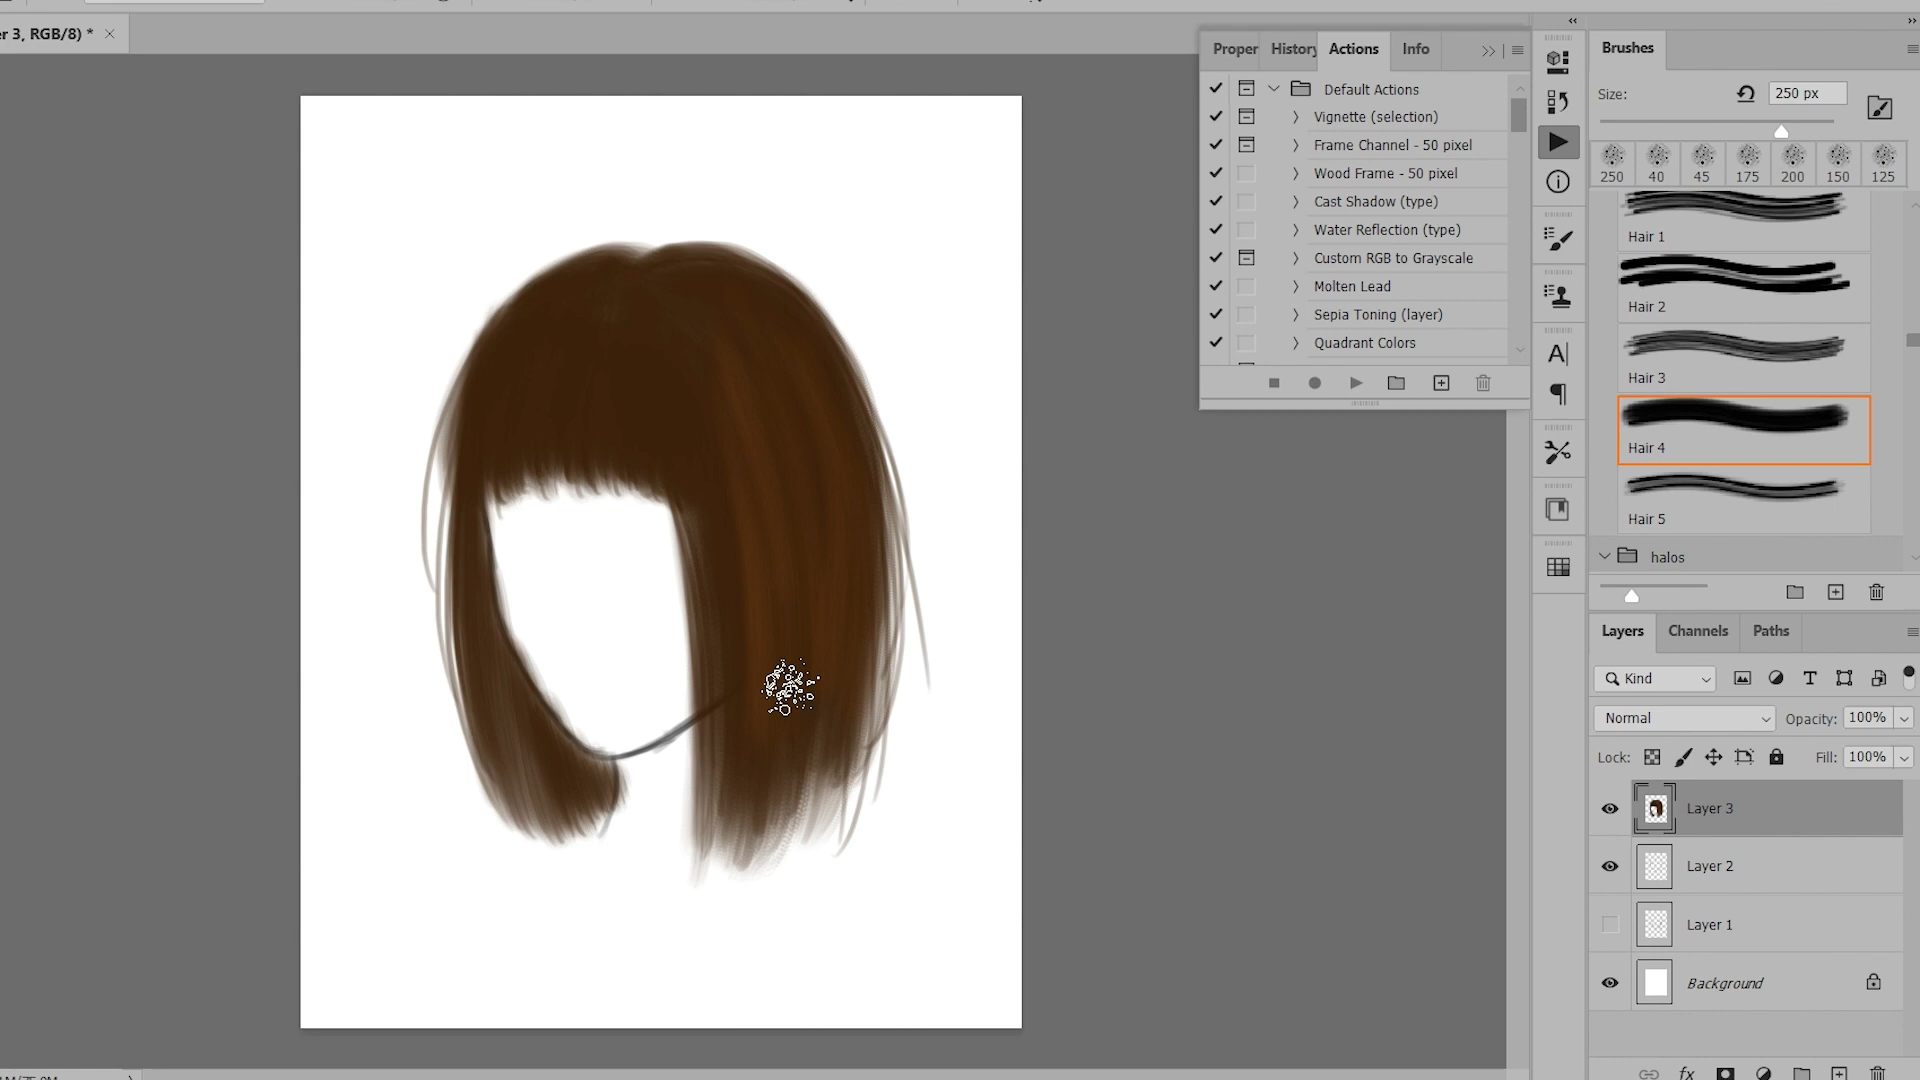 er 3, RGB/8) *
Proper History Actions Info
Default Actions
Vignette (selection)
Frame Channel - 50 pixel
Wood Frame - 50 pixel
Cast Shadow (type)
Water Reflection (type)
Custom RGB to Grayscale
Molten Lead
Sepia Toning (layer)
Quadrant Colors
Brushes
Size: 250 px
250 40 45 175 200 150 125
Hair 1
Hair 2
Hair 3
Hair 4
Hair 5
halos
Layers Channels Paths
Kind
Normal Opacity: 100%
Lock: Fill: 100%
Layer 3
Layer 2
Layer 1
Background
fx